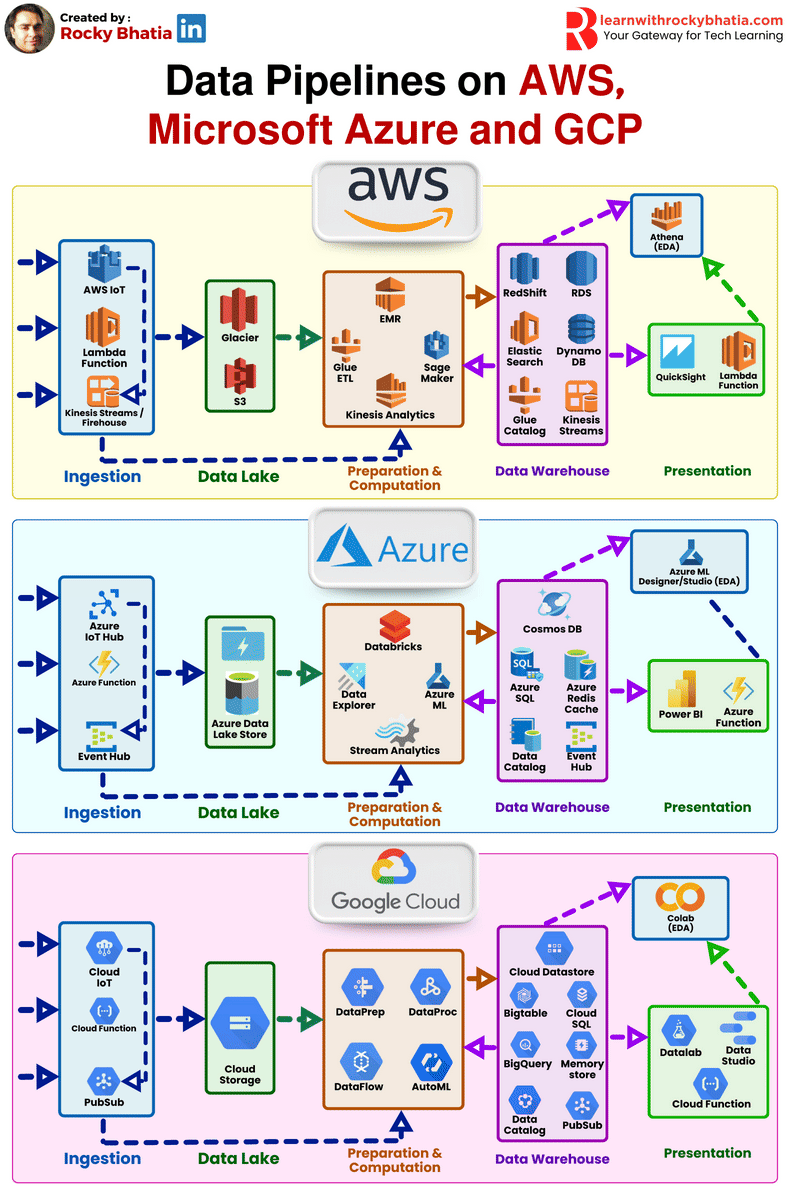 Created by :
Rocky Bhatia in
learnwithrockybhatia.com
Your Gateway for Tech Learning
Data Pipelines on AWS,
Microsoft Azure and GCP
aws
AWS IoT
Lambda
Function
Kinesis Streams /
Firehouse
Ingestion
Glacier
S3
Data Lake
EMR
Glue
ETL
Sage
Maker
Kinesis Analytics
Preparation &
Computation
RedShift
RDS
Elastic
Search
Dynamo
DB
Glue
Catalog
Kinesis
Streams
Data Warehouse
Athena
(EDA)
QuickSight
Lambda
Function
Presentation
Azure
Azure
IoT Hub
Azure Function
Event Hub
Ingestion
Azure Data
Lake Store
Data Lake
Databricks
Data
Explorer
Azure
ML
Stream Analytics
Preparation &
Computation
Cosmos DB
SQL
Azure
SQL
Azure
Redis
Cache
Data
Catalog
Event
Hub
Data Warehouse
Azure ML
Designer/Studio (EDA)
Power BI
Azure
Function
Presentation
Google Cloud
Cloud
IoT
Cloud Function
PubSub
Ingestion
Cloud
Storage
Data Lake
DataPrep
DataProc
DataFlow
AutoML
Preparation &
Computation
Cloud Datastore
Bigtable
Cloud
SQL
BigQuery
Memory
store
Data
Catalog
PubSub
Data Warehouse
Colab
(EDA)
Datalab
Data
Studio
Cloud Function
Presentation